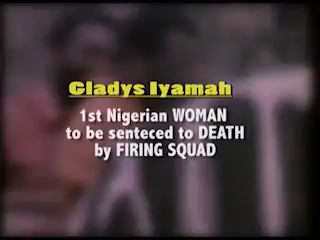 Gladys Iyamah
1st Nigerian WOMAN
to be senteced to DEATH
by FIRING SQUAD